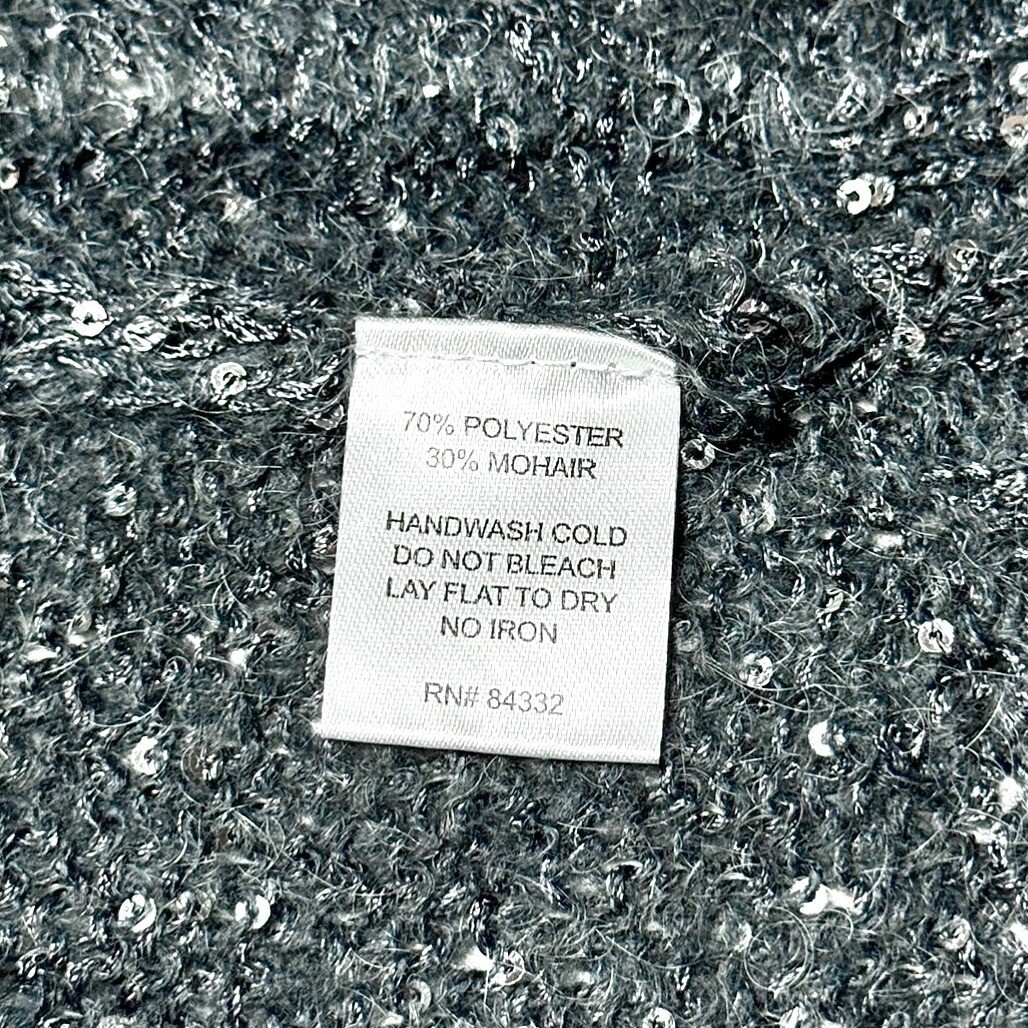 70% POLYESTER
30% MOHAIR
HANDWASH COLD
DO NOT BLEACH
LAY FLAT TO DRY
NO IRON
RN# 84332